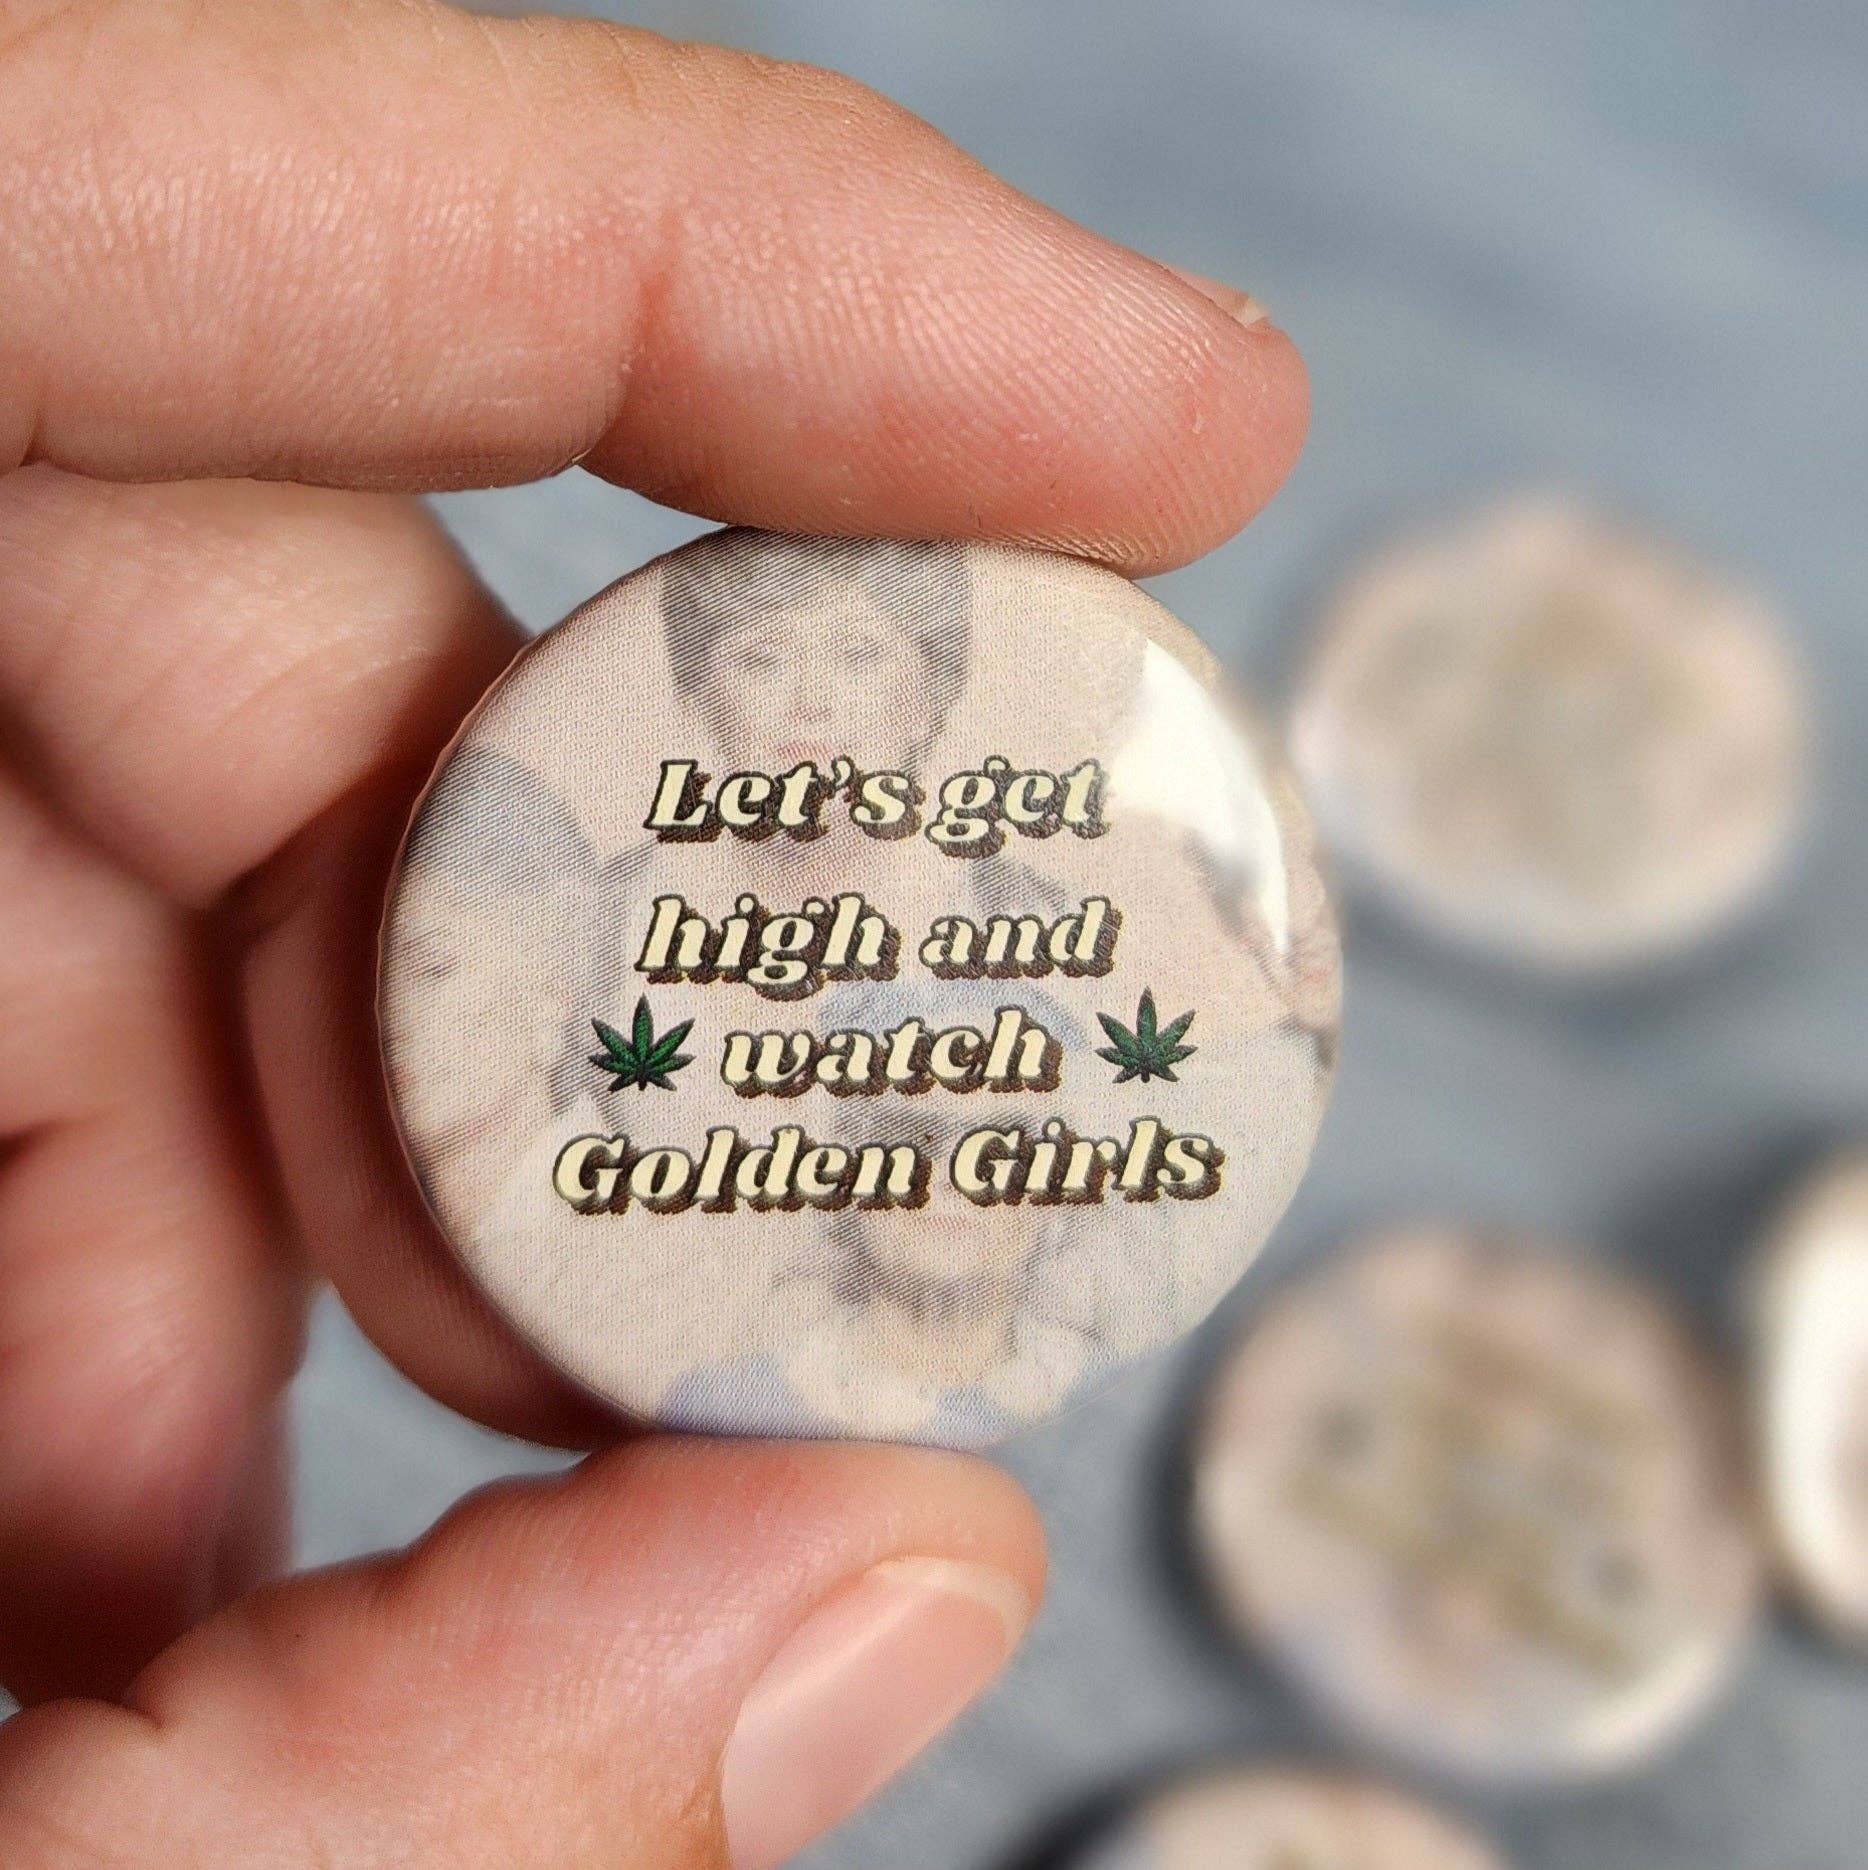 Let's get
high and
watch
Golden Girls